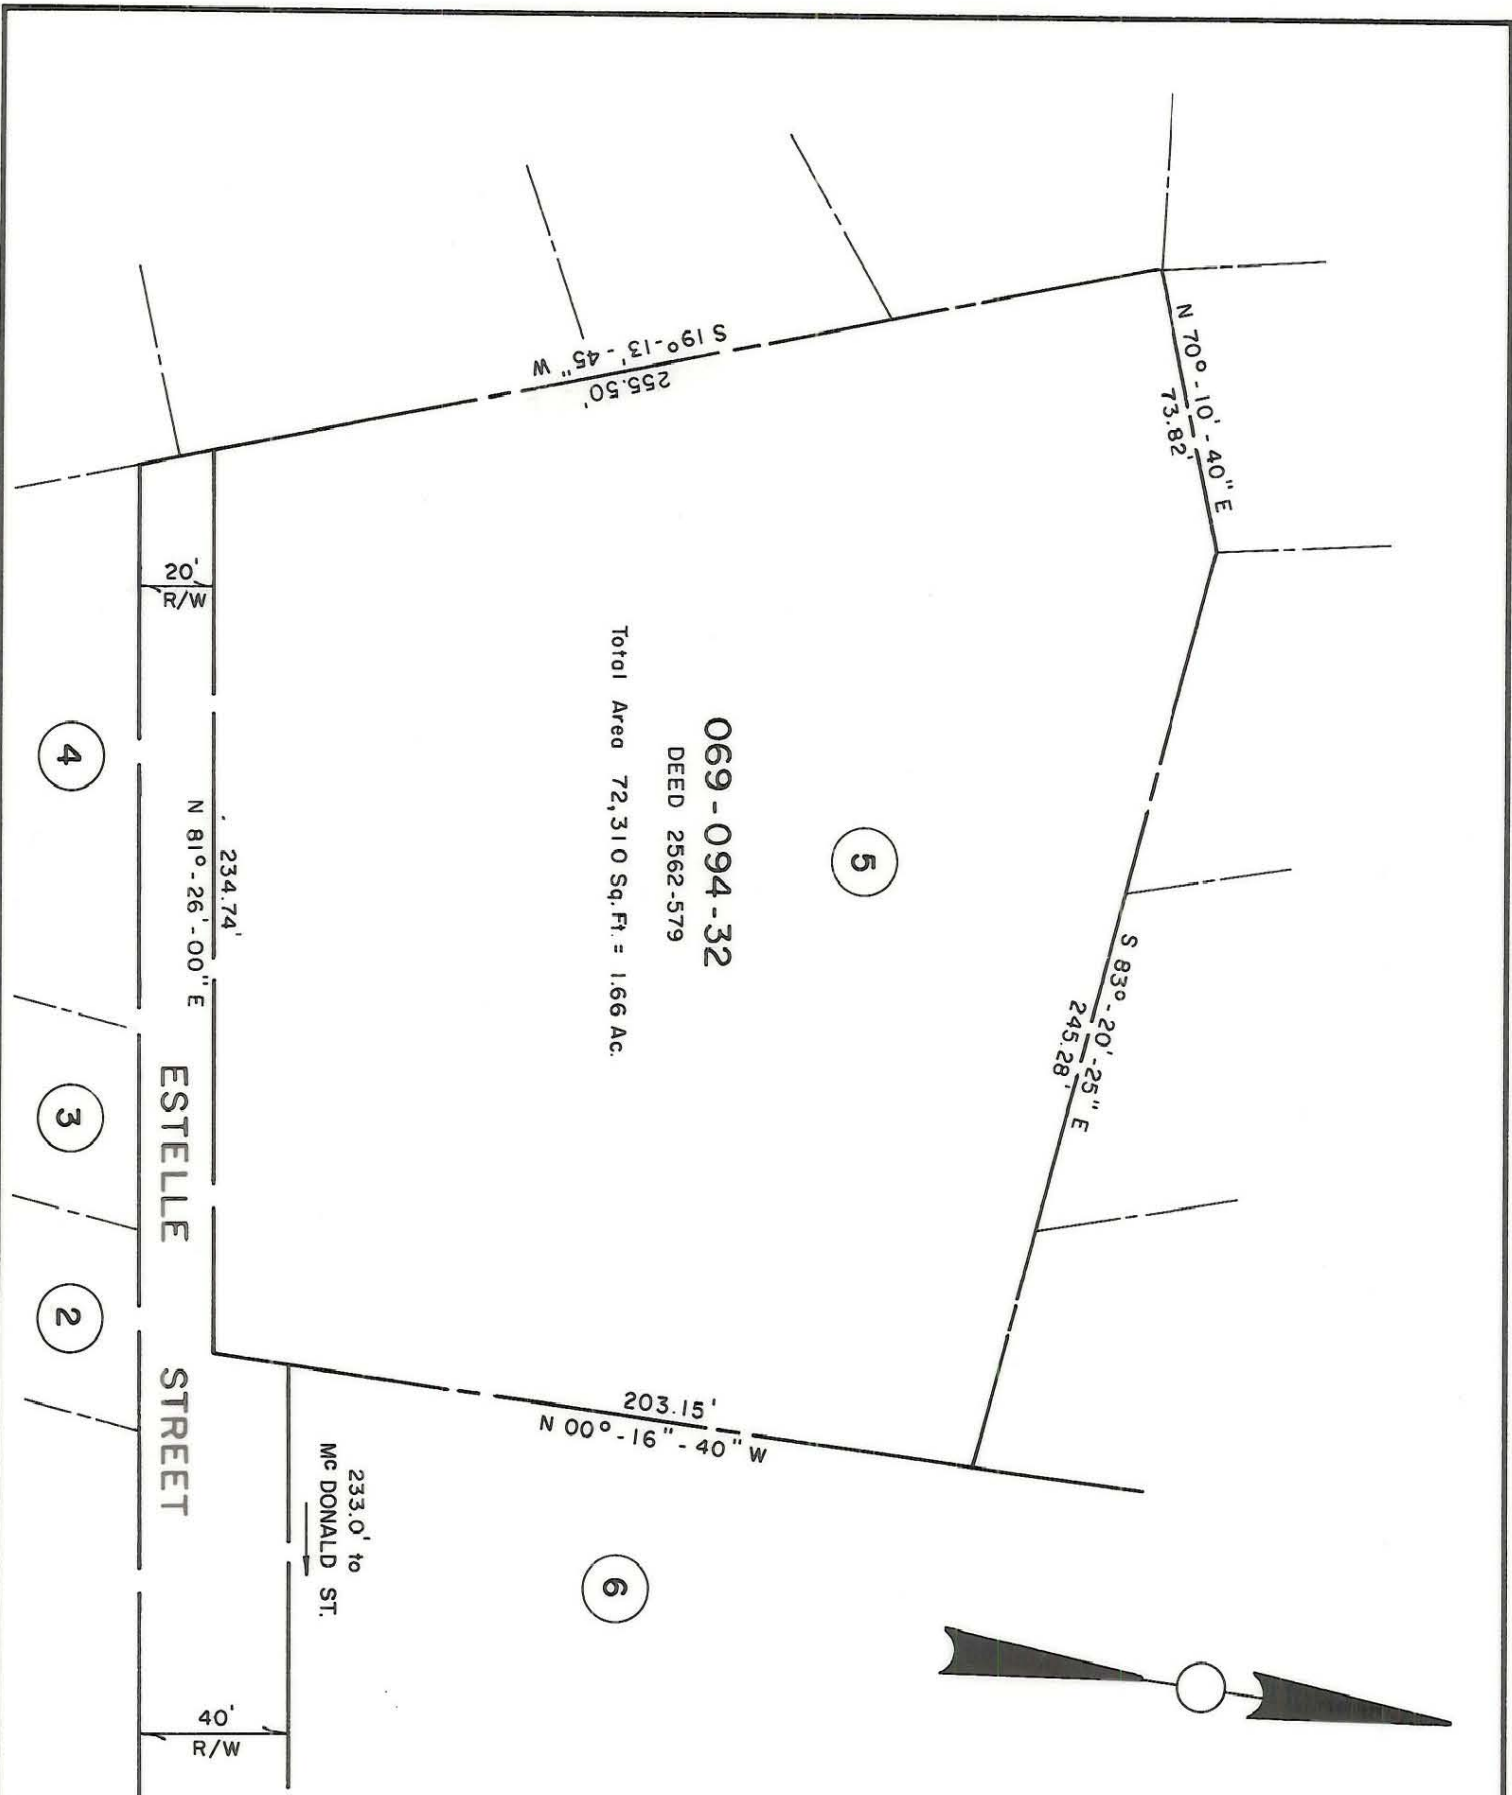 N 70° - 10' - 40" E
73.82'
S 83° - 20' - 25" E
245.28'
S 19° - 13' - 45" W
255.50'
5
069-094-32
DEED 2562-579
Total Area 72,310 Sq. Ft. = 1.66 Ac.
203.15'
N 00° - 16" - 40" W
6
233.0' to
MC DONALD ST.
20'
R/W
234.74'
N 81° - 26' - 00" E
ESTELLE STREET
40'
R/W
4
3
2